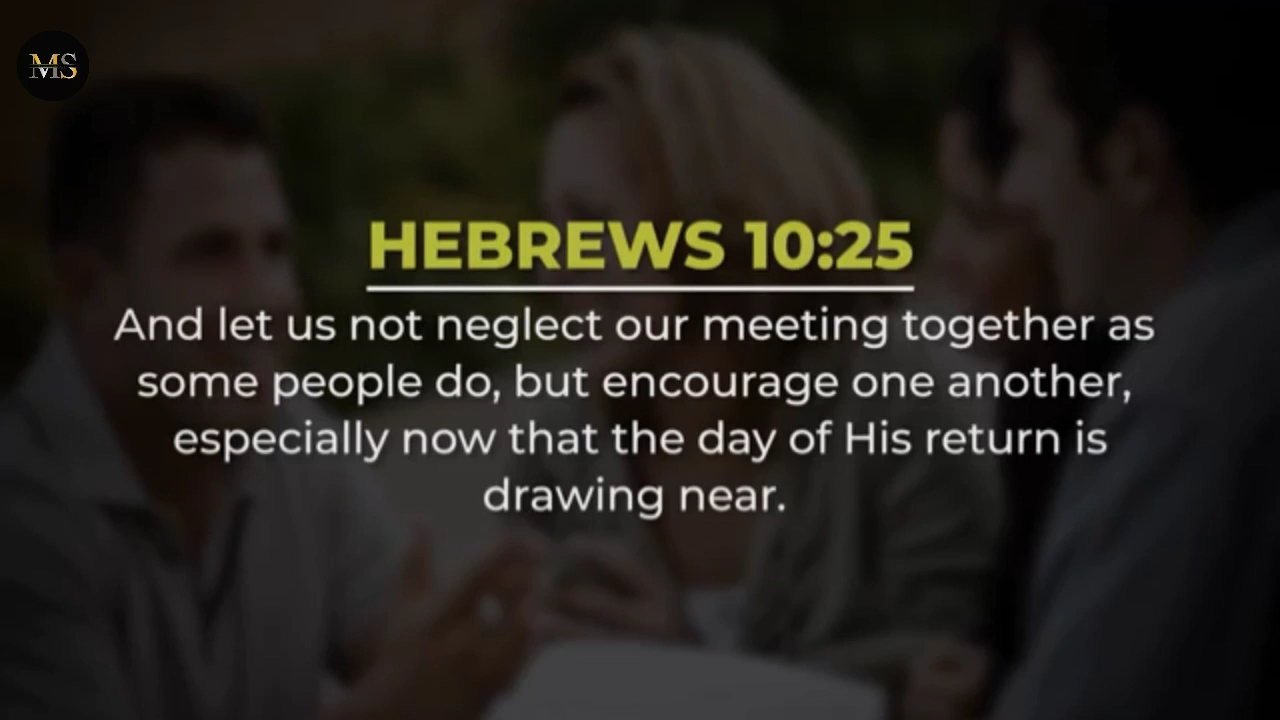 MS
HEBREWS 10:25
And let us not neglect our meeting together as
some people do, but encourage one another,
especially now that the day of His return is
drawing near.